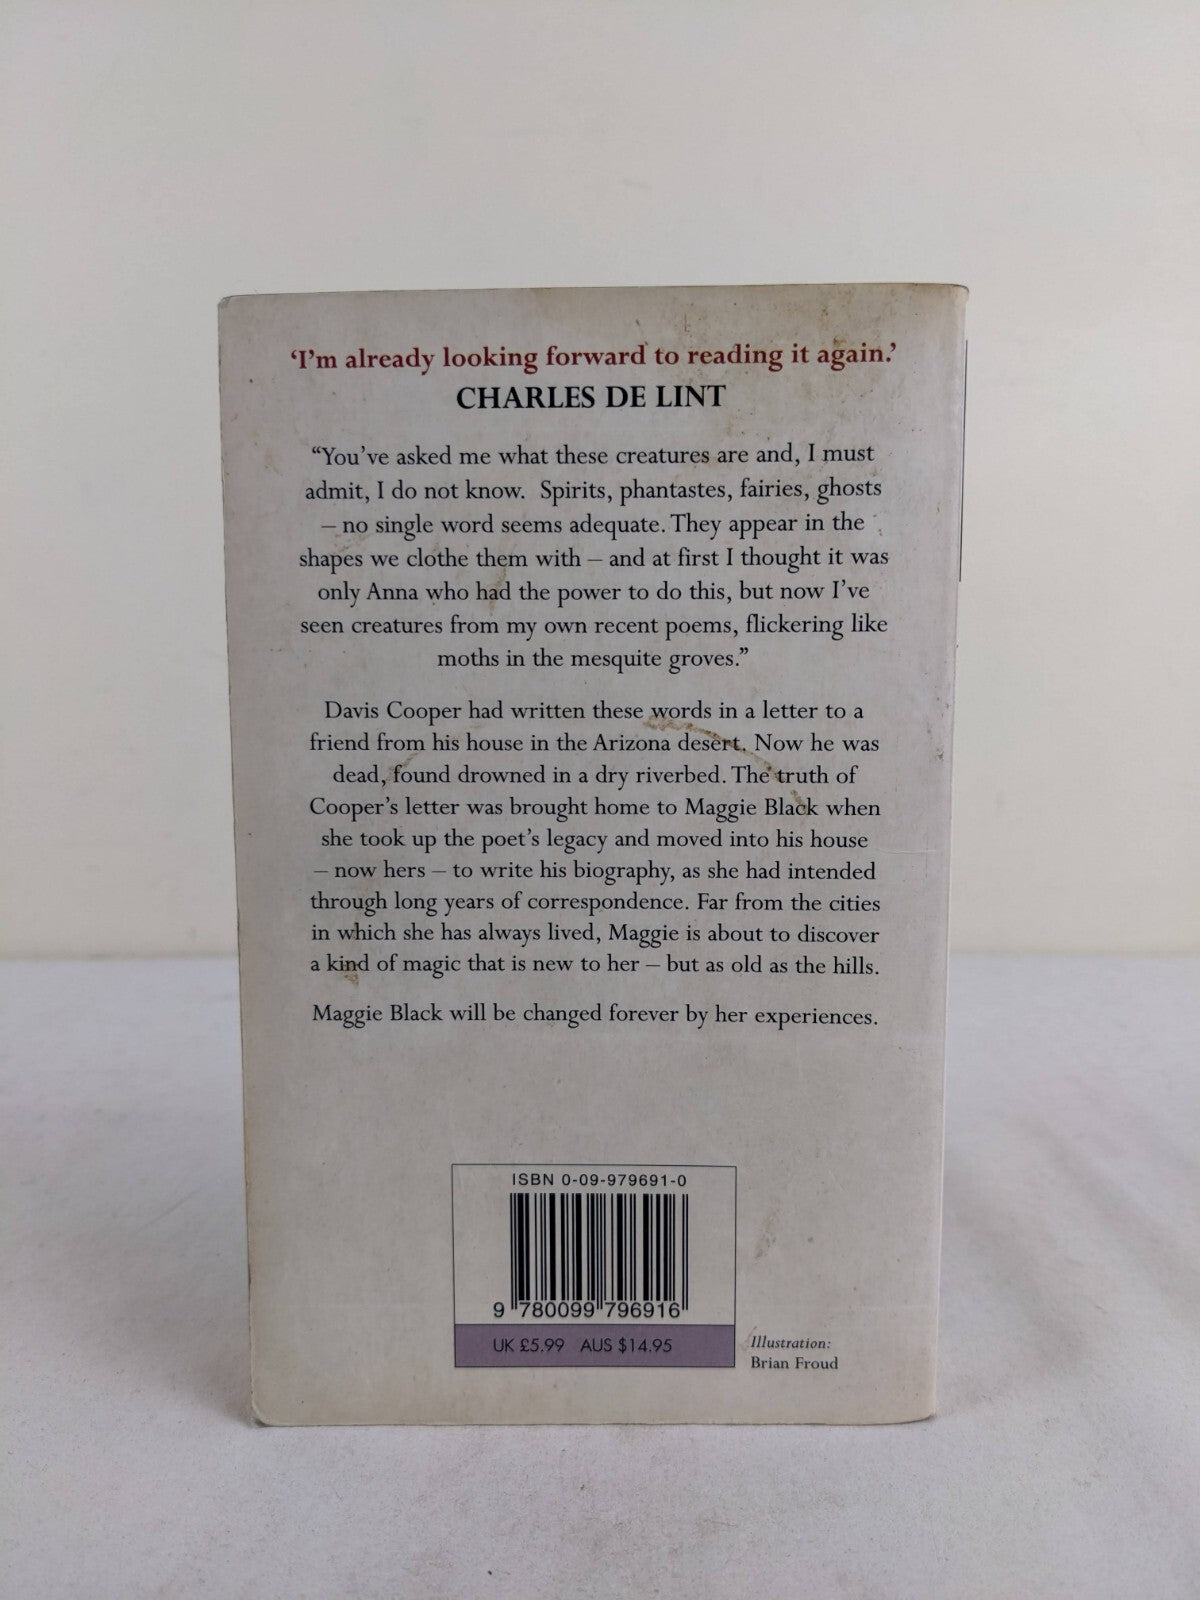 ‘I’m already looking forward to reading it again.’
CHARLES DE LINT
“You’ve asked me what these creatures are and, I must
admit, I do not know. Spirits, phantastes, fairies, ghosts
– no single word seems adequate. They appear in the
shapes we clothe them with – and at first I thought it was
only Anna who had the power to do this, but now I’ve
seen creatures from my own recent poems, flickering like
moths in the mesquite groves.”
Davis Cooper had written these words in a letter to a
friend from his house in the Arizona desert. Now he was
dead, found drowned in a dry riverbed. The truth of
Cooper’s letter was brought home to Maggie Black when
she took up the poet’s legacy and moved into his house
– now hers – to write his biography, as she had intended
through long years of correspondence. Far from the cities
in which she has always lived, Maggie is about to discover
a kind of magic that is new to her – but as old as the hills.
Maggie Black will be changed forever by her experiences.
ISBN 0-09-979691-0
9 780099 796916
UK £5.99 AUS $14.95
Illustration:
Brian Froud